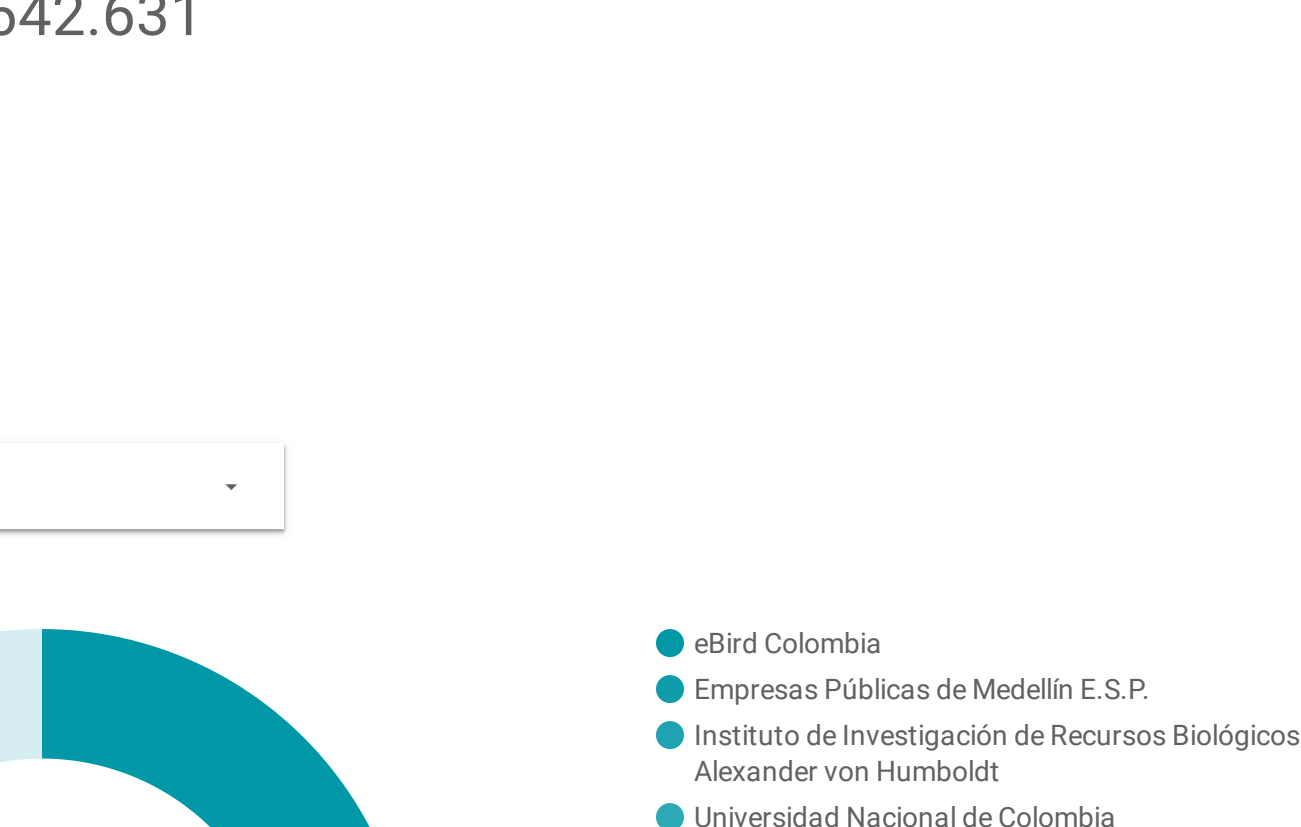 642.631
eBird Colombia
Empresas Públicas de Medellín E.S.P.
Instituto de Investigación de Recursos Biológicos
Alexander von Humboldt
Universidad Nacional de Colombia